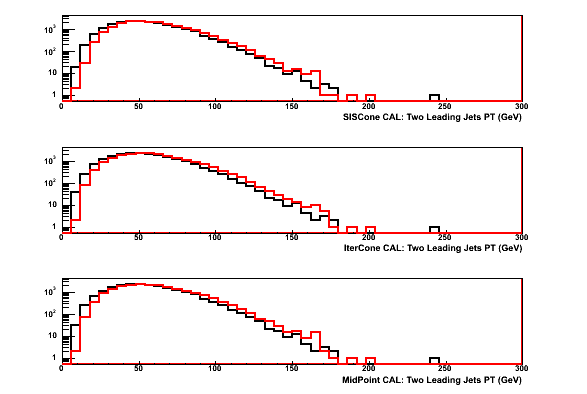 10³
10²
10
1
0 50 100 150 200 250 300
SISCone CAL: Two Leading Jets PT (GeV)
10³
10²
10
1
0 50 100 150 200 250 300
IterCone CAL: Two Leading Jets PT (GeV)
10³
10²
10
1
0 50 100 150 200 250 300
MidPoint CAL: Two Leading Jets PT (GeV)